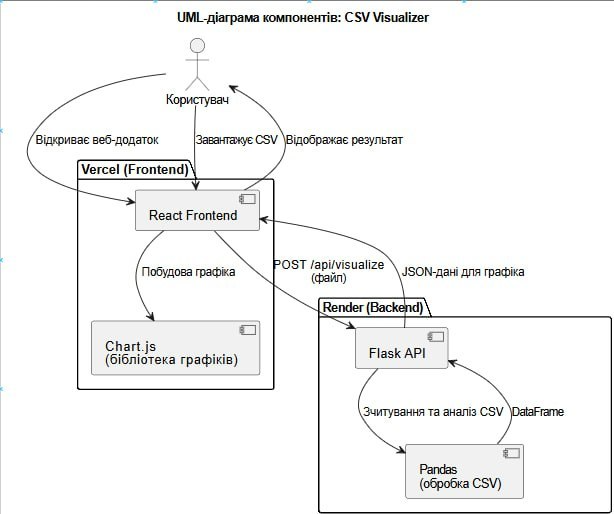 UML-діаграма компонентів: CSV Visualizer
Користувач
Відкриває веб-додаток
Завантажує CSV
Відображає результат
Vercel (Frontend)
React Frontend
Побудова графіка
POST /api/visualize
(файл)
JSON-дані для графіка
Chart.js
(бібліотека графіків)
Render (Backend)
Flask API
Зчитування та аналіз CSV
DataFrame
Pandas
(обробка CSV)